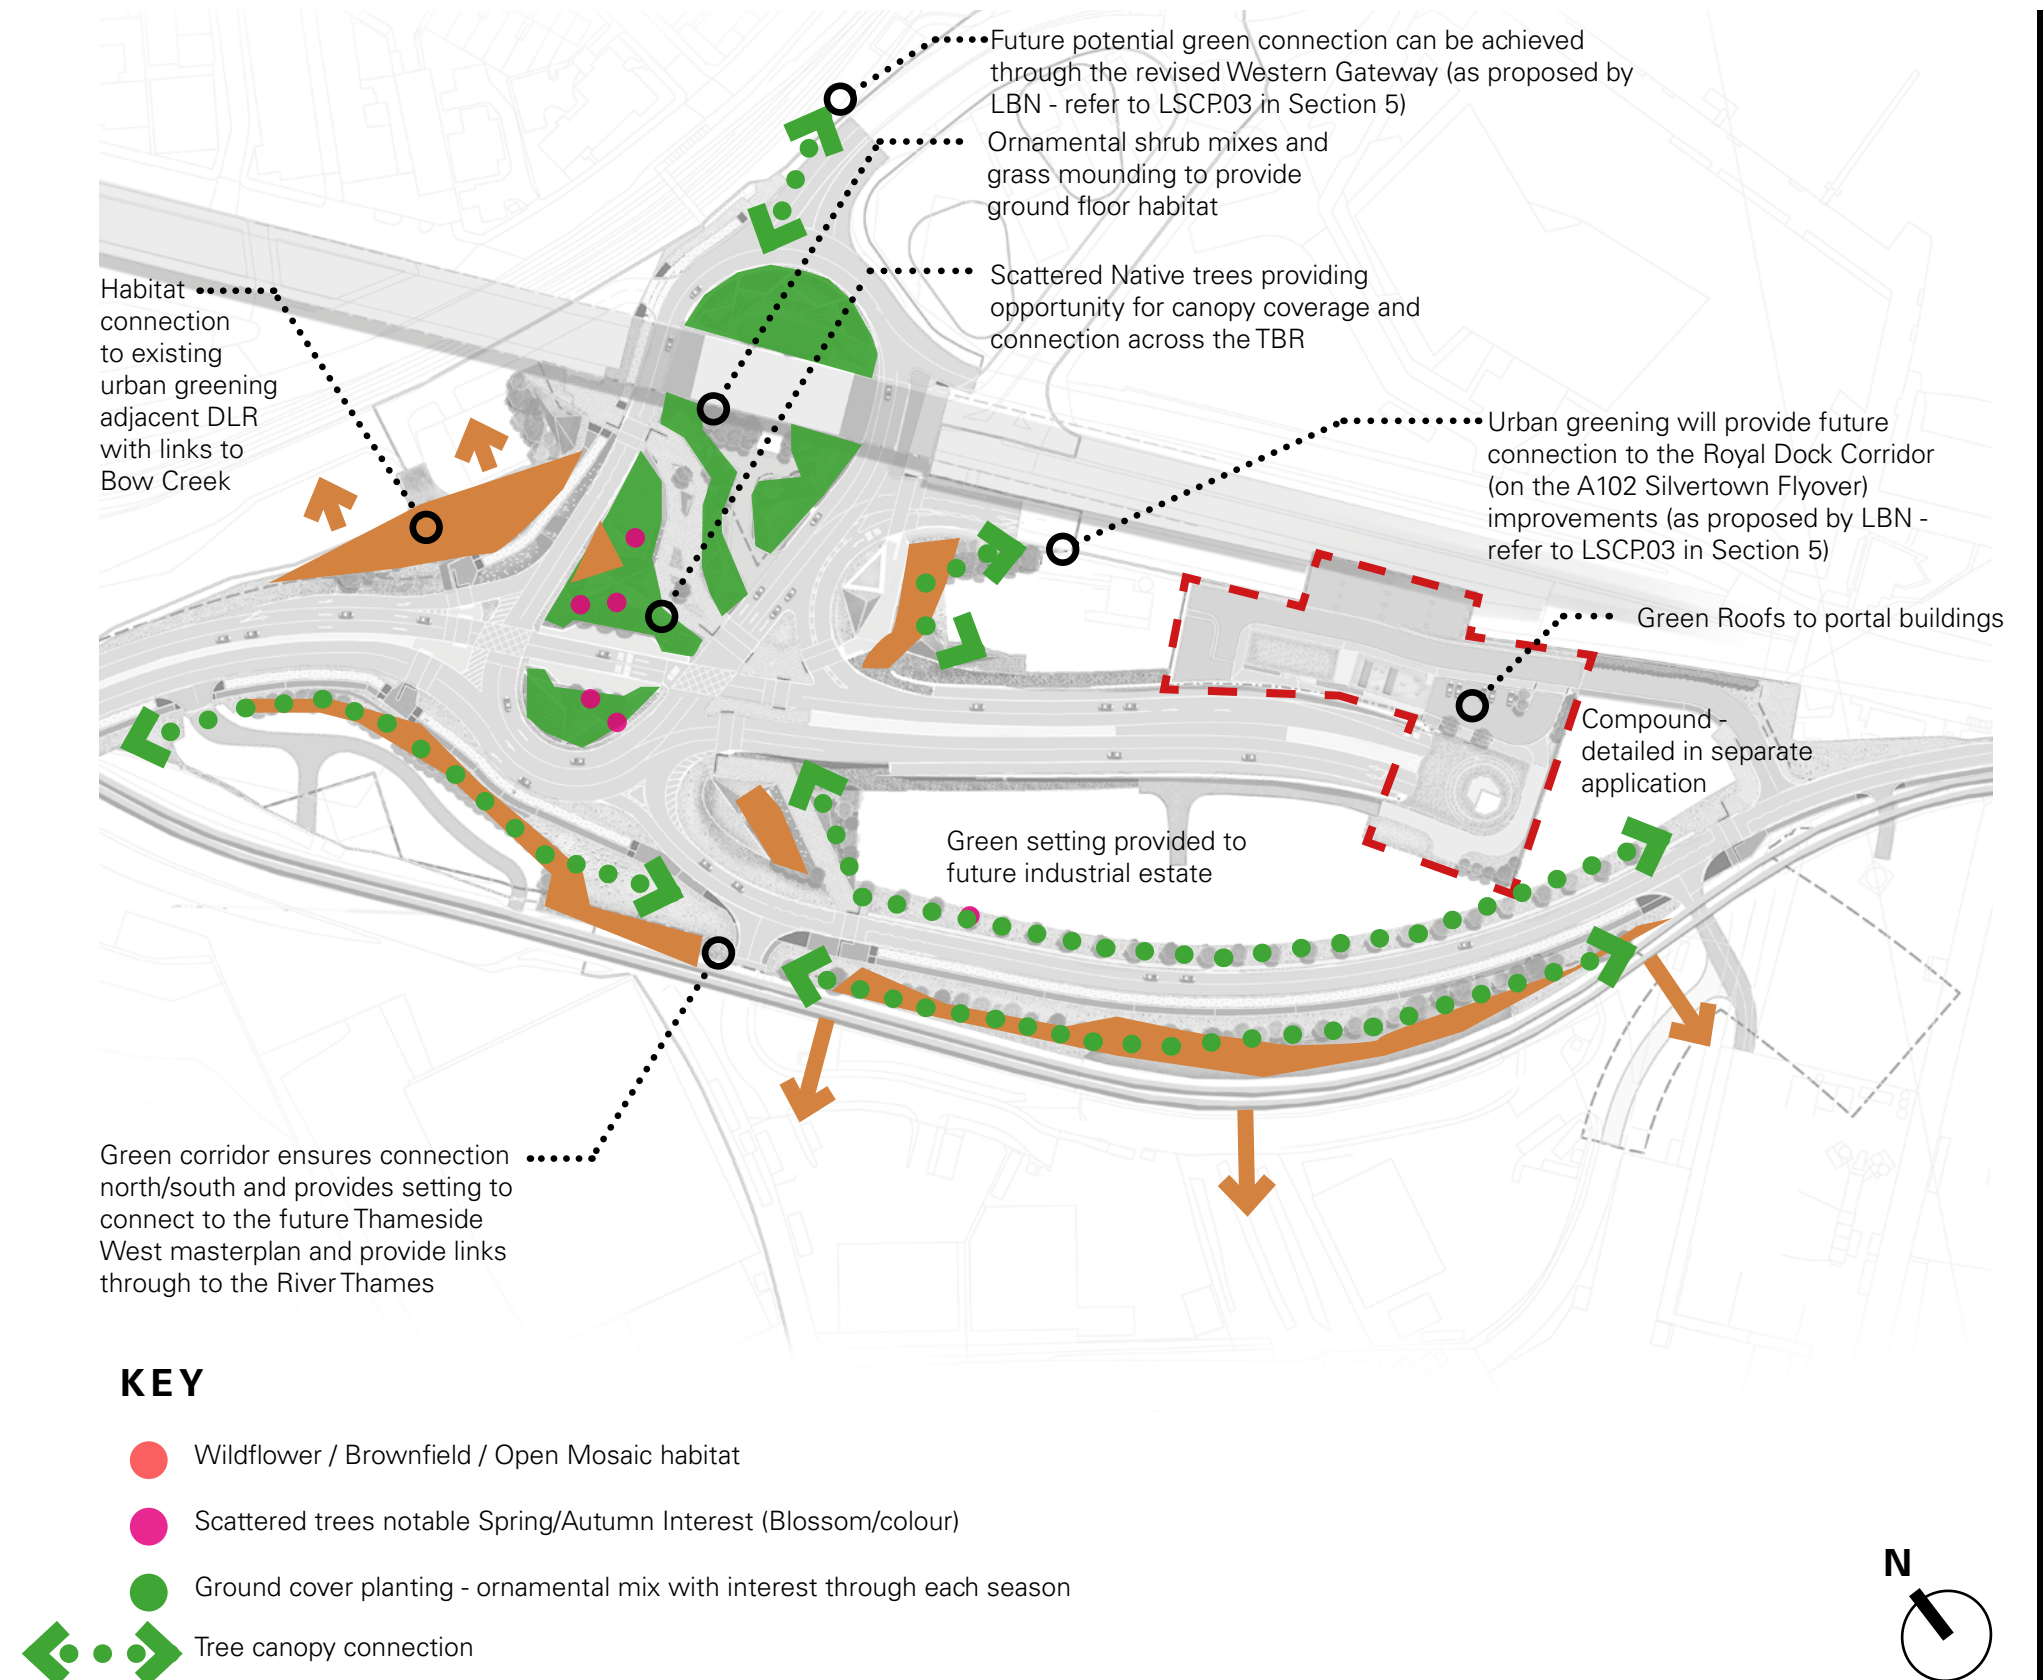 Future potential green connection can be achieved
through the revised Western Gateway (as proposed by
LBN - refer to LSCP.03 in Section 5)
Ornamental shrub mixes and
grass mounding to provide
ground floor habitat
Scattered Native trees providing
opportunity for canopy coverage and
connection across the TBR
Habitat
connection
to existing
urban greening
adjacent DLR
with links to
Bow Creek
Urban greening will provide future
connection to the Royal Dock Corridor
(on the A102 Silvertown Flyover)
improvements (as proposed by LBN -
refer to LSCP.03 in Section 5)
Green Roofs to portal buildings
Compound -
detailed in separate
application
Green setting provided to
future industrial estate
Green corridor ensures connection
north/south and provides setting to
connect to the future Thameside
West masterplan and provide links
through to the River Thames
KEY
Wildflower / Brownfield / Open Mosaic habitat
Scattered trees notable Spring/Autumn Interest (Blossom/colour)
Ground cover planting - ornamental mix with interest through each season
Tree canopy connection
N